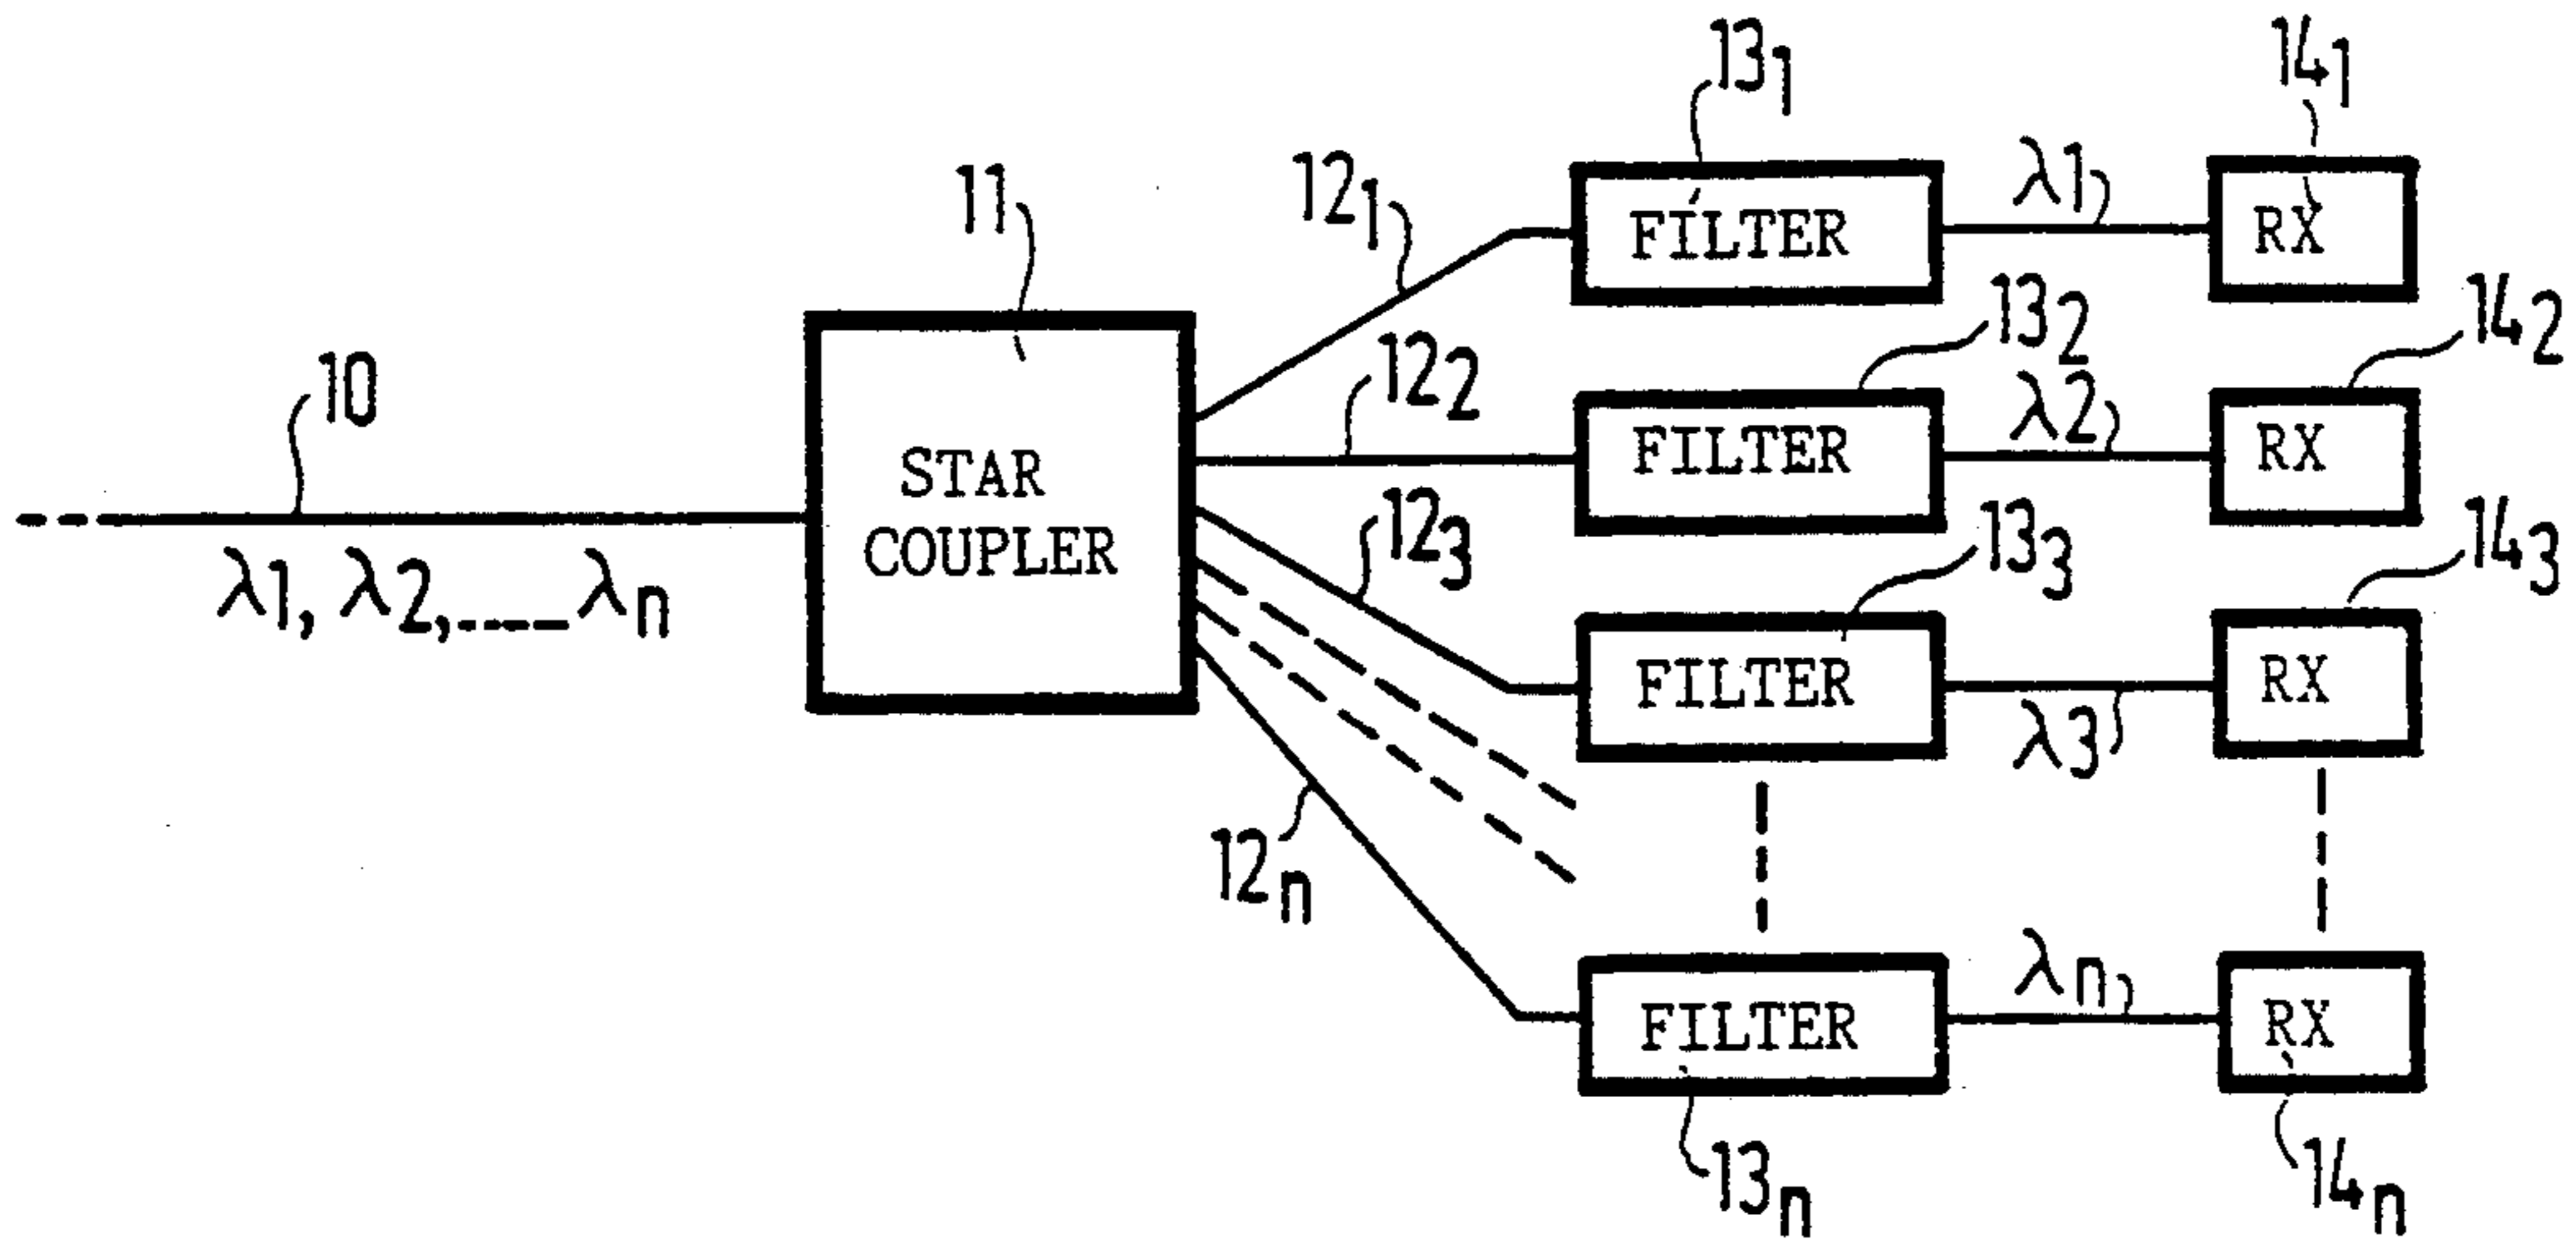 13₁
14₁
11
12₁
λ1
FILTER
RX
10
12₂
13₂
14₂
λ2
FILTER
RX
STAR
COUPLER
λ1, λ2,----λn
12₃
13₃
14₃
FILTER
RX
λ3
12n
λn
FILTER
RX
13n
14n